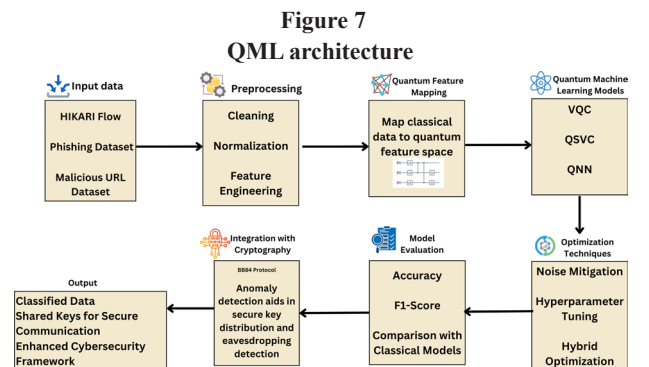 Figure 7
QML architecture
Input data
HIKARI Flow
Phishing Dataset
Malicious URL
Dataset
Preprocessing
Cleaning
Normalization
Feature
Engineering
Quantum Feature
Mapping
Map classical
data to quantum
feature space
Quantum Machine
Learning Models
VQC
QSVC
QNN
Optimization
Techniques
Noise Mitigation
Hyperparameter
Tuning
Hybrid
Optimization
Model
Evaluation
Accuracy
F1-Score
Comparison with
Classical Models
Integration with
Cryptography
BB84 Protocol
Anomaly
detection aids in
secure key
distribution and
eavesdropping
detection
Output
Classified Data
Shared Keys for Secure
Communication
Enhanced Cybersecurity
Framework